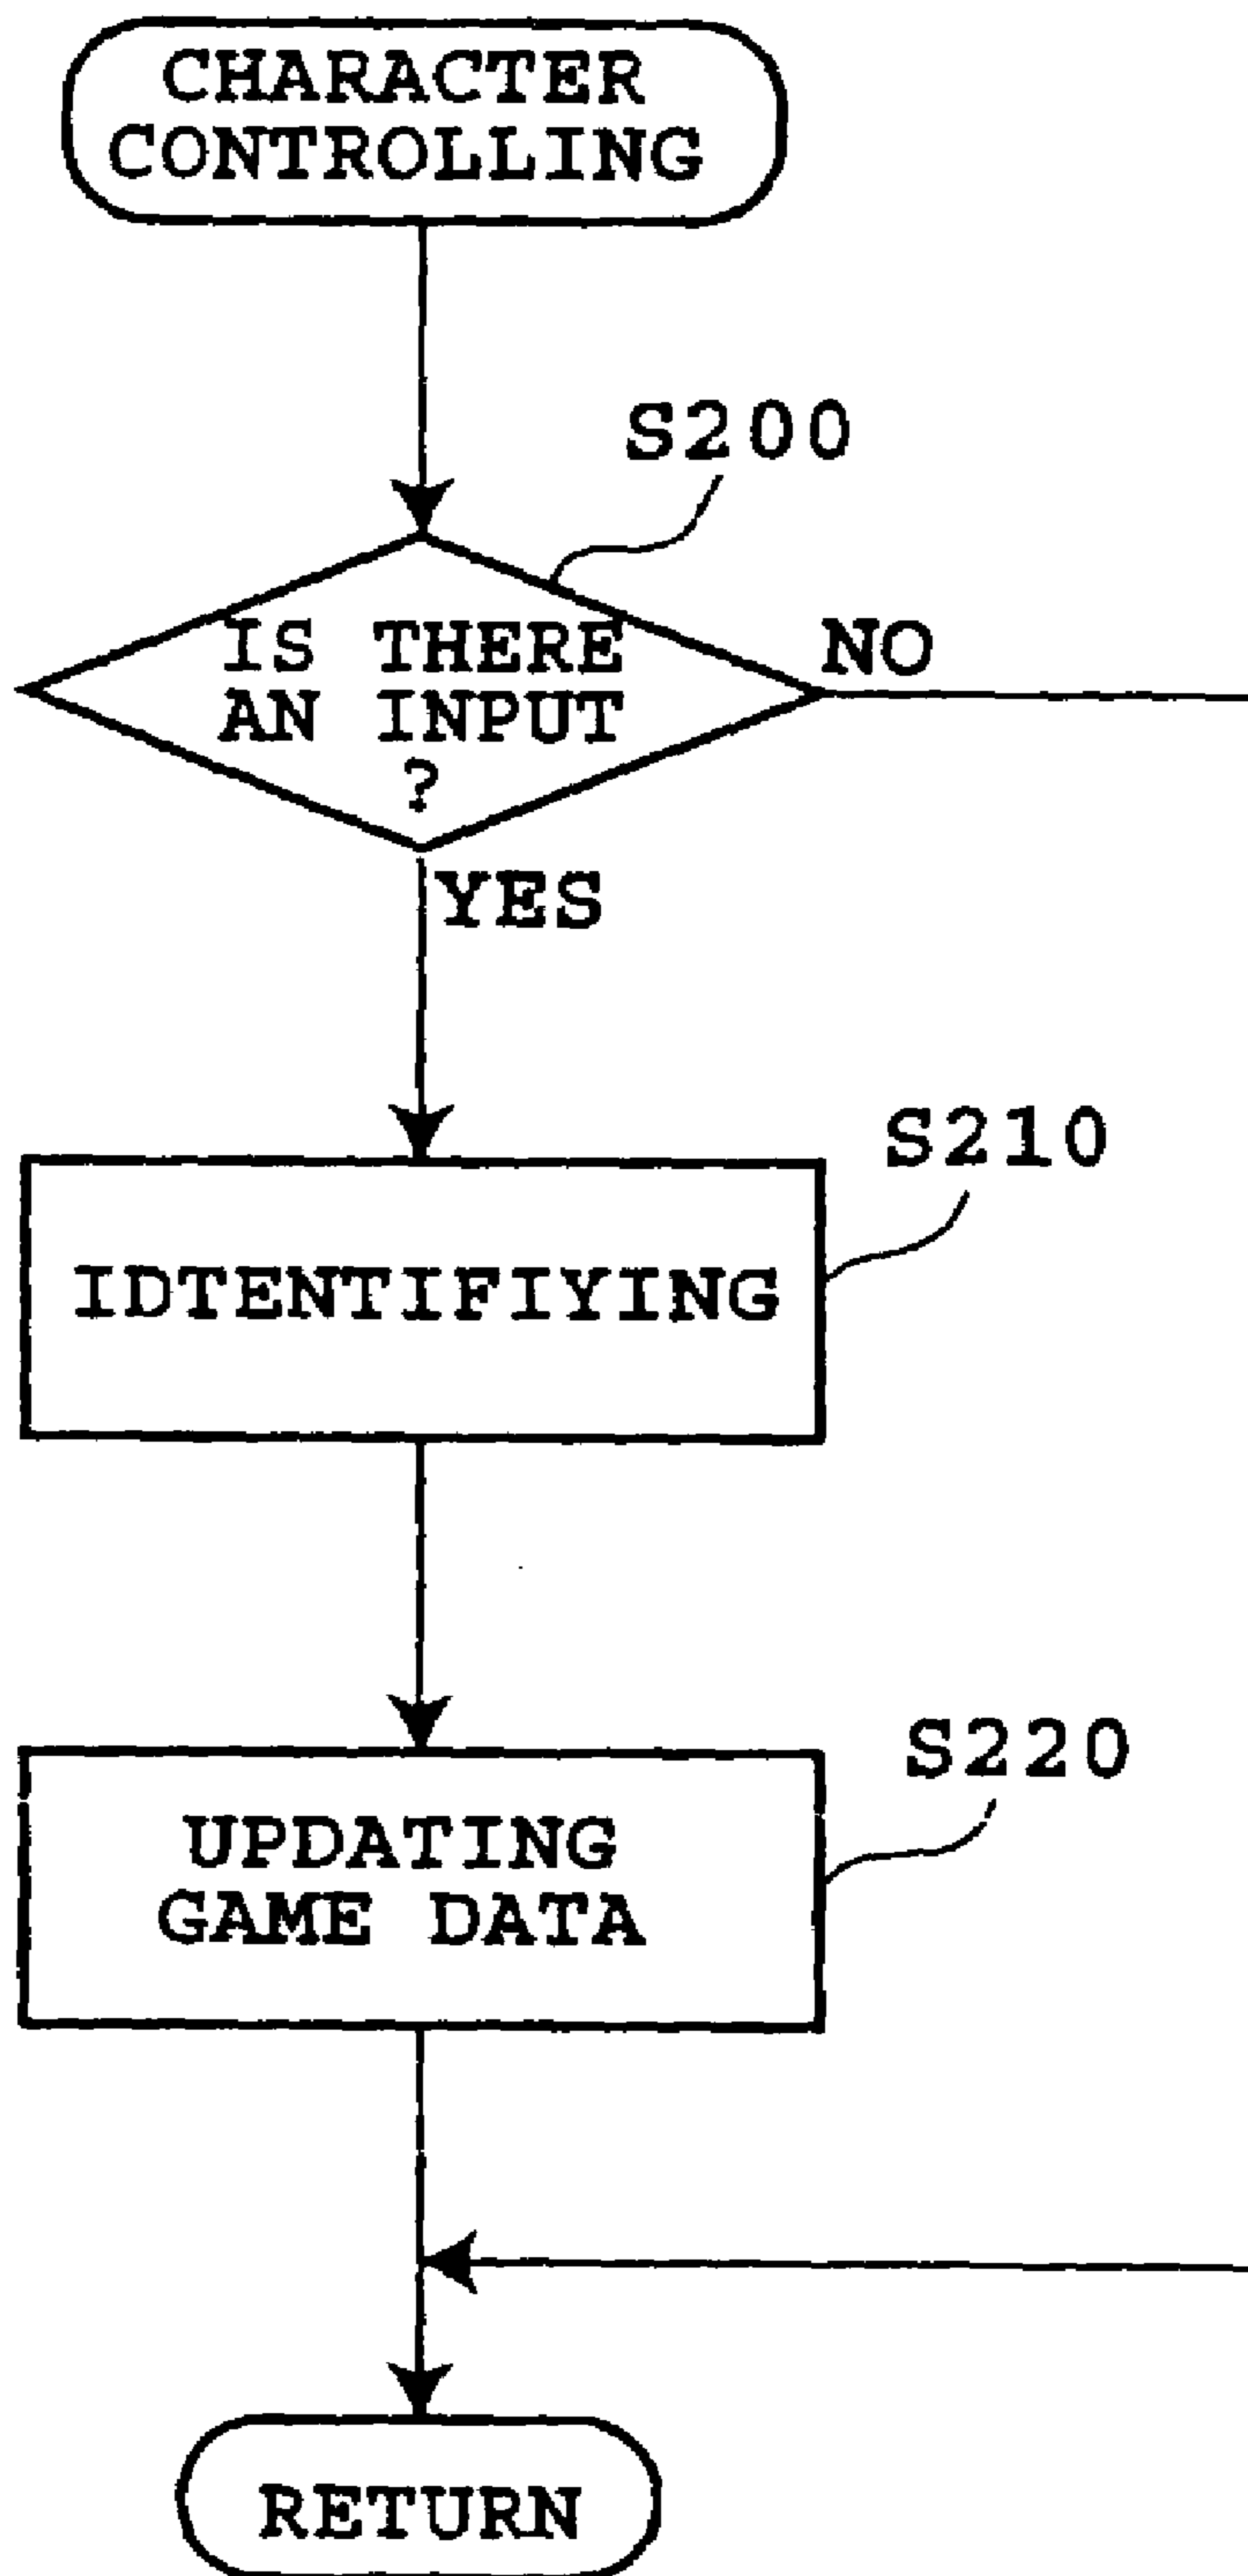 CHARACTER
CONTROLLING
S200
IS THERE
AN INPUT
?
NO
YES
S210
IDTENTIFIYING
S220
UPDATING
GAME DATA
RETURN